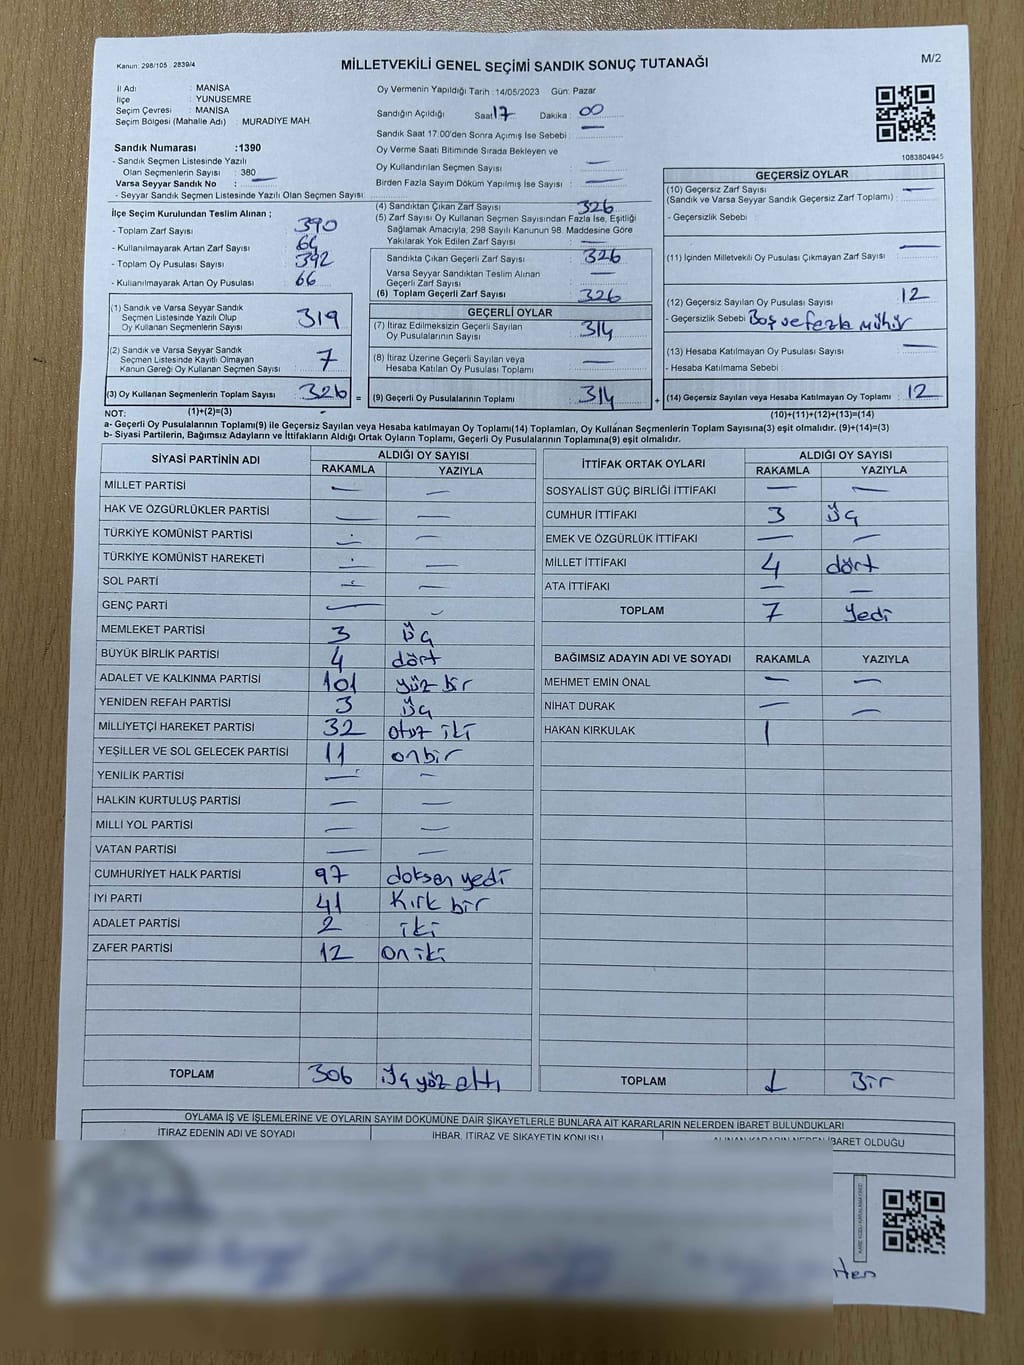 Kanun: 298/105 . 2839/4
MİLLETVEKİLİ GENEL SEÇİMİ SANDIK SONUÇ TUTANAĞI
M/2
İl Adı : MANİSA
İlçe : YUNUSEMRE
Seçim Çevresi : MANİSA
Seçim Bölgesi (Mahalle Adı) : MURADİYE MAH.
Sandık Numarası :1390
- Sandık Seçmen Listesinde Yazılı
Olan Seçmenlerin Sayısı : 380
Varsa Seyyar Sandık No : —
- Seyyar Sandık Seçmen Listesinde Yazılı Olan Seçmen Sayısı
Oy Vermenin Yapıldığı Tarih :14/05/2023 Gün: Pazar
Sandığın Açıldığı Saat 17 Dakika : 00
Sandık Saat 17.00'den Sonra Açımış İse Sebebi : —
Oy Verme Saati Bitiminde Sırada Bekleyen ve
Oy Kullandırılan Seçmen Sayısı : —
Birden Fazla Sayım Döküm Yapılmış İse Sayısı : —
1083804945
İlçe Seçim Kurulundan Teslim Alınan ;
- Toplam Zarf Sayısı : 390
- Kullanılmayarak Artan Zarf Sayısı : 64
- Toplam Oy Pusulası Sayısı : 392
- Kullanılmayarak Artan Oy Pusulası : 66
(1) Sandık ve Varsa Seyyar Sandık
Seçmen Listesinde Yazılı Olup
Oy Kullanan Seçmenlerin Sayısı : 319
(2) Sandık ve Varsa Seyyar Sandık
Seçmen Listesinde Kayıtlı Olmayan
Kanun Gereği Oy Kullanan Seçmen Sayısı : 7
(3) Oy Kullanan Seçmenlerin Toplam Sayısı : 326 =
(4) Sandıktan Çıkan Zarf Sayısı : 326
(5) Zarf Sayısı Oy Kullanan Seçmen Sayısından Fazla İse, Eşitliği
Sağlamak Amacıyla, 298 Sayılı Kanunun 98. Maddesine Göre
Yakılarak Yok Edilen Zarf Sayısı : —
Sandıkta Çıkan Geçerli Zarf Sayısı : 326
Varsa Seyyar Sandıktan Teslim Alınan
Geçerli Zarf Sayısı : —
(6) Toplam Geçerli Zarf Sayısı : 326
GEÇERLİ OYLAR
(7) İtiraz Edilmeksizin Geçerli Sayılan
Oy Pusulalarının Sayısı : 314
(8) İtiraz Üzerine Geçerli Sayılan veya
Hesaba Katılan Oy Pusulası Toplamı : —
(9) Geçerli Oy Pusulalarının Toplamı : 314 +
GEÇERSİZ OYLAR
(10) Geçersiz Zarf Sayısı : —
(Sandık ve Varsa Seyyar Sandık Geçersiz Zarf Toplamı) :
- Geçersizlik Sebebi
(11) İçinden Milletvekili Oy Pusulası Çıkmayan Zarf Sayısı : —
(12) Geçersiz Sayılan Oy Pusulası Sayısı : 12
- Geçersizlik Sebebi Boş ve fazla mühür
(13) Hesaba Katılmayan Oy Pusulası Sayısı : —
- Hesaba Katılmama Sebebi :
(14) Geçersiz Sayılan veya Hesaba Katılmayan Oy Toplamı : 12
NOT: (1)+(2)=(3)
(10)+(11)+(12)+(13)=(14)
a- Geçerli Oy Pusulalarının Toplamı(9) ile Geçersiz Sayılan veya Hesaba katılmayan Oy Toplamı(14) Toplamları, Oy Kullanan Seçmenlerin Toplam Sayısına(3) eşit olmalıdır. (9)+(14)=(3)
b- Siyasi Partilerin, Bağımsız Adayların ve İttifakların Aldığı Ortak Oyların Toplamı, Geçerli Oy Pusulalarının Toplamına(9) eşit olmalıdır.
SİYASİ PARTİNİN ADI ALDIĞI OY SAYISI
RAKAMLA YAZIYLA
MİLLET PARTİSİ — —
HAK VE ÖZGÜRLÜKLER PARTİSİ — —
TÜRKİYE KOMÜNİST PARTİSİ — —
TÜRKİYE KOMÜNİST HAREKETİ — —
SOL PARTİ — —
GENÇ PARTİ — —
MEMLEKET PARTİSİ 3 üç
BÜYÜK BİRLİK PARTİSİ 4 dört
ADALET VE KALKINMA PARTİSİ 101 yüz bir
YENİDEN REFAH PARTİSİ 3 üç
MİLLİYETÇİ HAREKET PARTİSİ 32 otuz iki
YEŞİLLER VE SOL GELECEK PARTİSİ 11 onbir
YENİLİK PARTİSİ — —
HALKIN KURTULUŞ PARTİSİ — —
MİLLİ YOL PARTİSİ — —
VATAN PARTİSİ — —
CUMHURİYET HALK PARTİSİ 97 doksan yedi
İYİ PARTİ 41 kırk bir
ADALET PARTİSİ 2 iki
ZAFER PARTİSİ 12 on iki
TOPLAM 306 üç yüz altı
İTTİFAK ORTAK OYLARI ALDIĞI OY SAYISI
RAKAMLA YAZIYLA
SOSYALİST GÜÇ BİRLİĞİ İTTİFAKI — —
CUMHUR İTTİFAKI 3 üç
EMEK VE ÖZGÜRLÜK İTTİFAKI — —
MİLLET İTTİFAKI 4 dört
ATA İTTİFAKI — —
TOPLAM 7 yedi
BAĞIMSIZ ADAYIN ADI VE SOYADI RAKAMLA YAZIYLA
MEHMET EMİN ÖNAL — —
NİHAT DURAK — —
HAKAN KIRKULAK 1
TOPLAM 1 Bir
OYLAMA İŞ VE İŞLEMLERİNE VE OYLARIN SAYIM DÖKÜMÜNE DAİR ŞİKAYETLERLE BUNLARA AİT KARARLARIN NELERDEN İBARET BULUNDUKLARI
İTİRAZ EDENİN ADI VE SOYADI
İHBAR, İTİRAZ VE ŞİKAYETİN KONUSU
ALINAN KARARIN NEDEN İBARET OLDUĞU